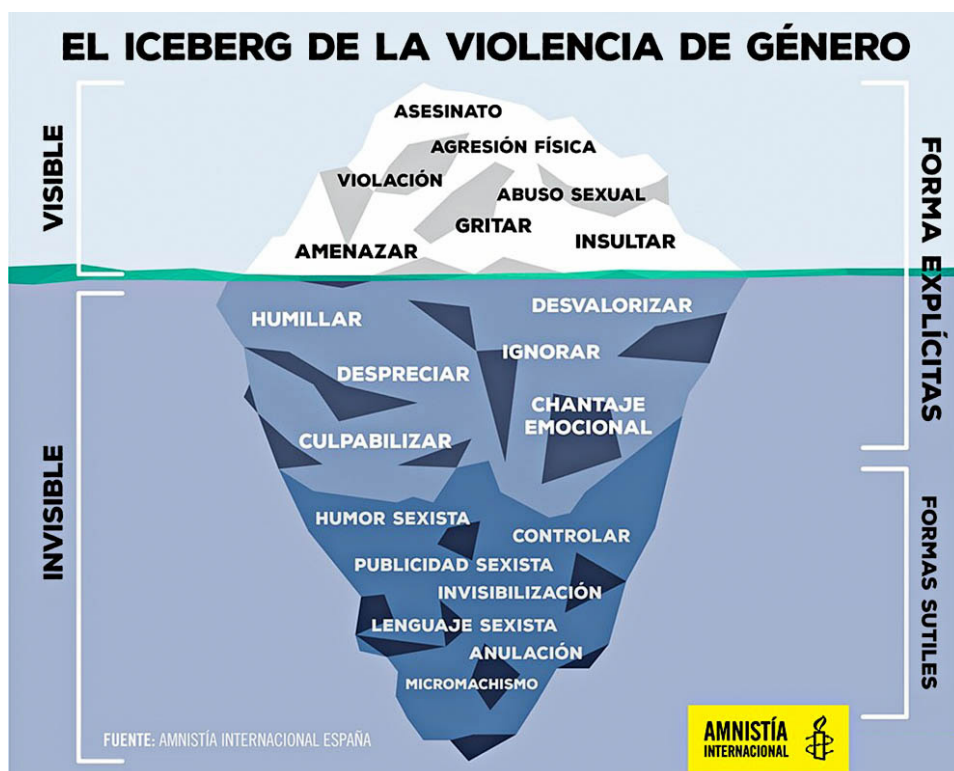 EL ICEBERG DE LA VIOLENCIA DE GÉNERO
VISIBLE
ASESINATO
AGRESIÓN FÍSICA
VIOLACIÓN
ABUSO SEXUAL
GRITAR
AMENAZAR
INSULTAR
FORMA EXPLÍCITAS
INVISIBLE
HUMILLAR
DESVALORIZAR
IGNORAR
DESPRECIAR
CHANTAJE
EMOCIONAL
CULPABILIZAR
HUMOR SEXISTA
CONTROLAR
PUBLICIDAD SEXISTA
INVISIBILIZACIÓN
LENGUAJE SEXISTA
ANULACIÓN
MICROMACHISMO
FORMAS SUTILES
FUENTE: AMNISTÍA INTERNACIONAL ESPAÑA
AMNISTÍA
INTERNACIONAL